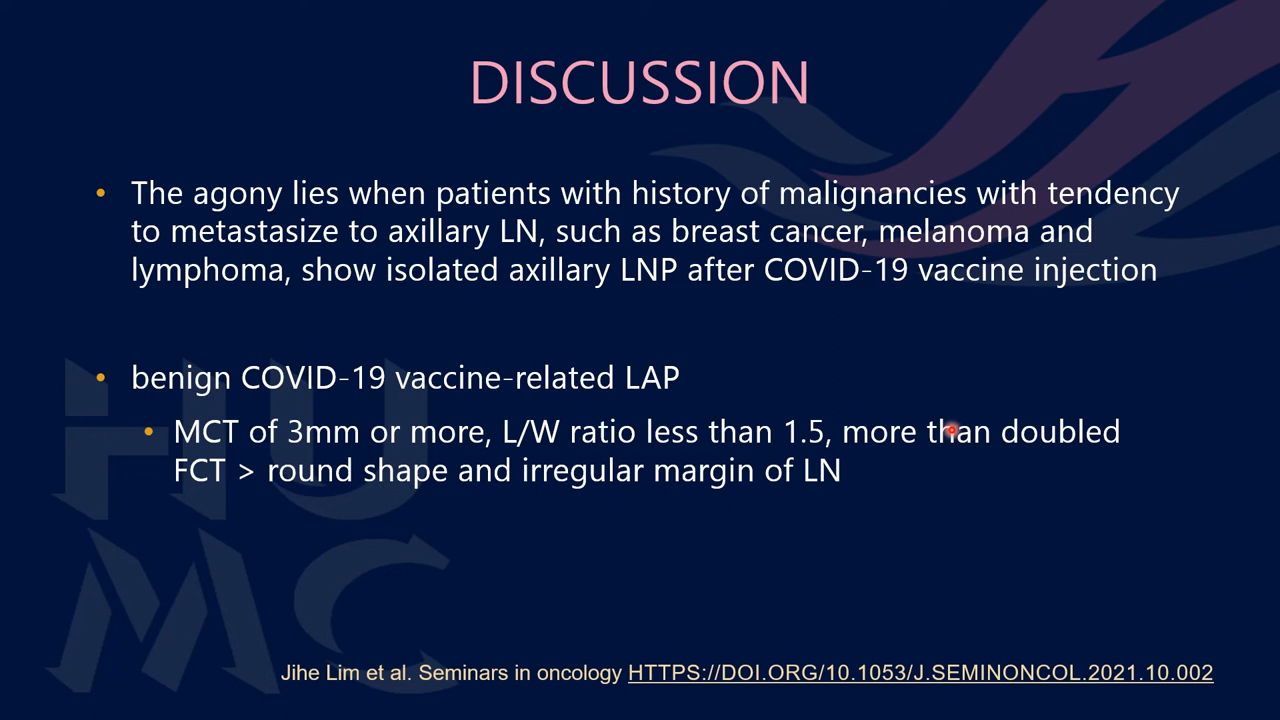 DISCUSSION
• The agony lies when patients with history of malignancies with tendency
to metastasize to axillary LN, such as breast cancer, melanoma and
lymphoma, show isolated axillary LNP after COVID-19 vaccine injection
• benign COVID-19 vaccine-related LAP
• MCT of 3mm or more, L/W ratio less than 1.5, more than doubled
FCT > round shape and irregular margin of LN
HU
MC
Jihe Lim et al. Seminars in oncology HTTPS://DOI.ORG/10.1053/J.SEMINONCOL.2021.10.002